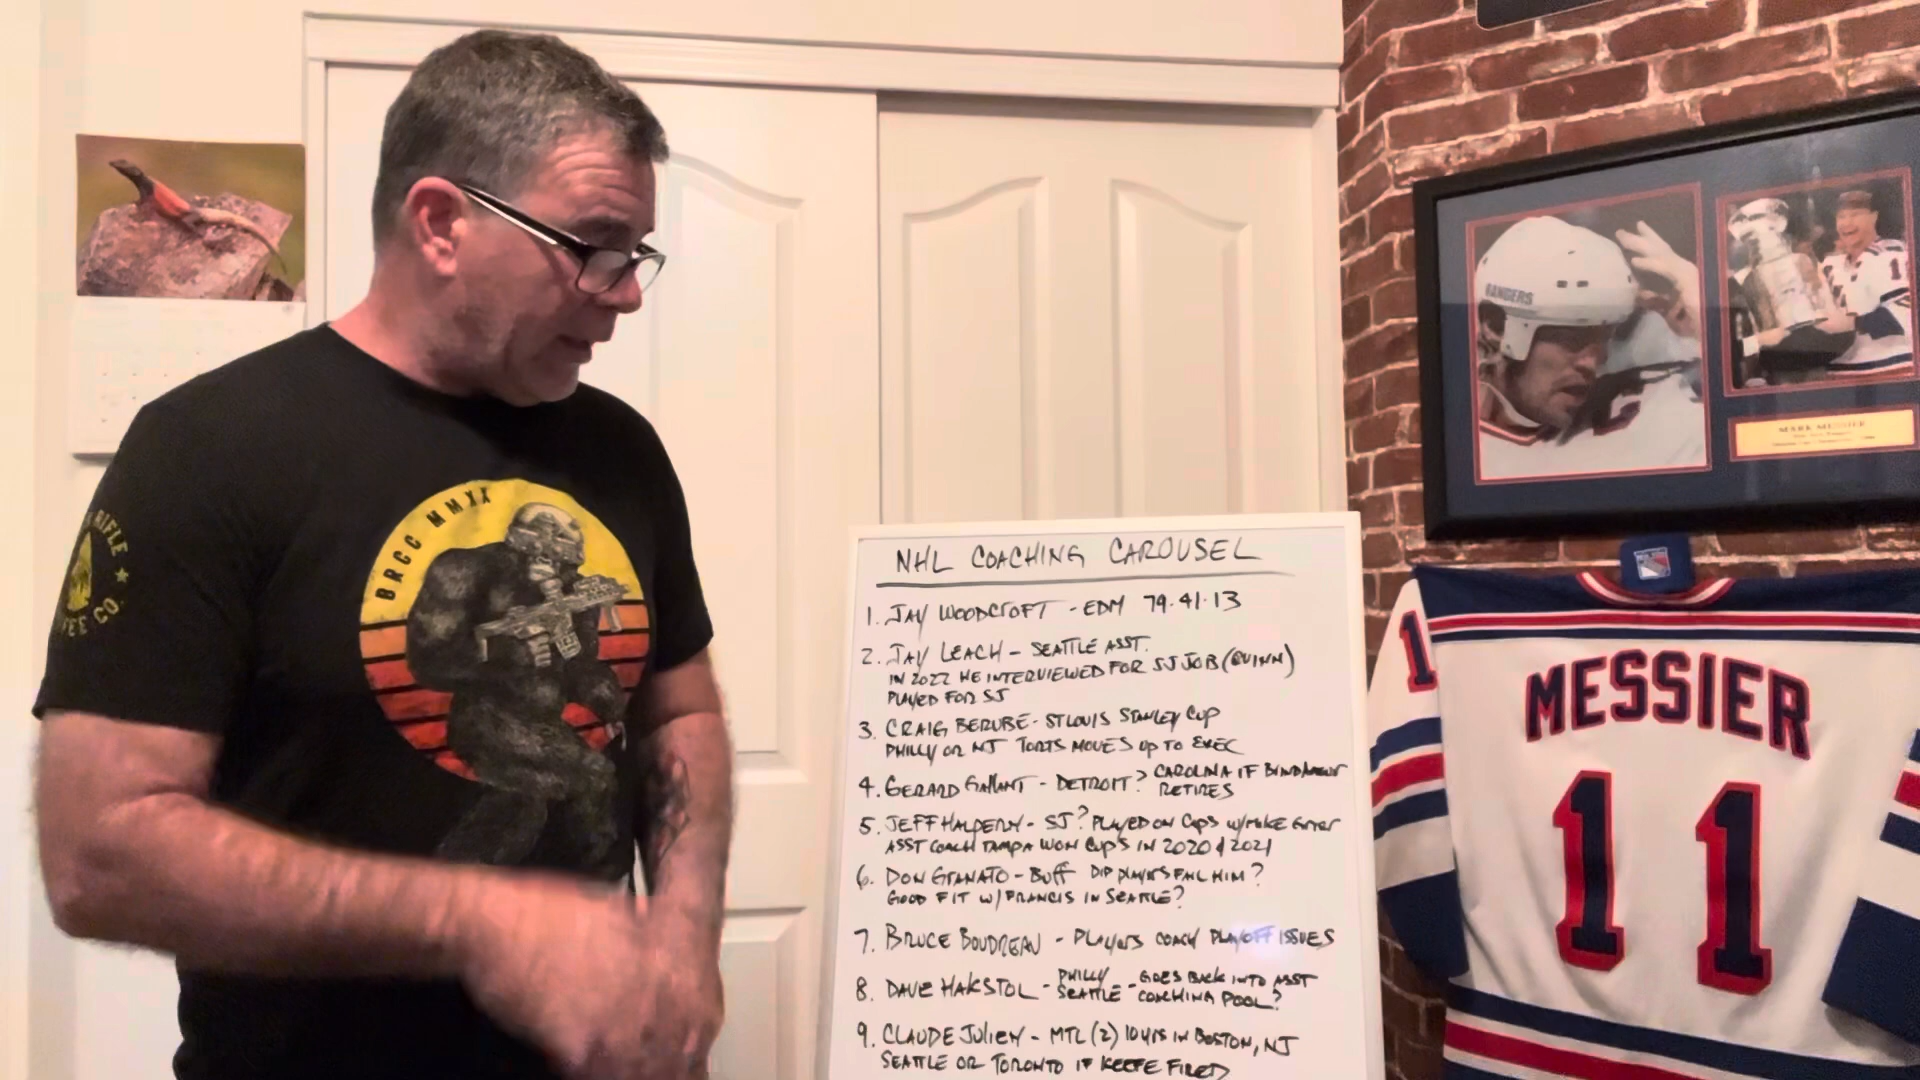 NHL COACHING CAROUSEL
1. JAY WOODCROFT - EDM 79.41.13
2. JAY LEACH - SEATTLE ASST.
IN 2022 HE INTERVIEWED FOR SJ JOB (QUINN)
PLAYED FOR SJ
3. CRAIG BERUBE - ST LOUIS STANLEY CUP
PHILLY OR NJ TORTS MOVES UP TO EXEC
4. GERARD GALLANT - DETROIT? CAROLINA IF
RETIRES
5. JEFF HALPERN - SJ? PLAYED ON CAPS W/MIKE
ASST COACH TAMPA WON CUPS IN 2020 & 2021
6. DON GRANATO - BUFF DID PLAYERS FAIL HIM?
GOOD FIT W/ FRANCIS IN SEATTLE?
7. BRUCE BOUDREAU - PLAYERS COACH PLAYOFF ISSUES
8. DAVE HAKSTOL - PHILLY SEATTLE - GOES BACK INTO ASST
COACHING POOL?
9. CLAUDE JULIEN - MTL (2) 10 YRS IN BOSTON, NJ
SEATTLE OR TORONTO IF KEEFE FIRED
BRCC MMXX
RIFLE
CO
RANGERS
MARK MESSIER
MESSIER
11
1